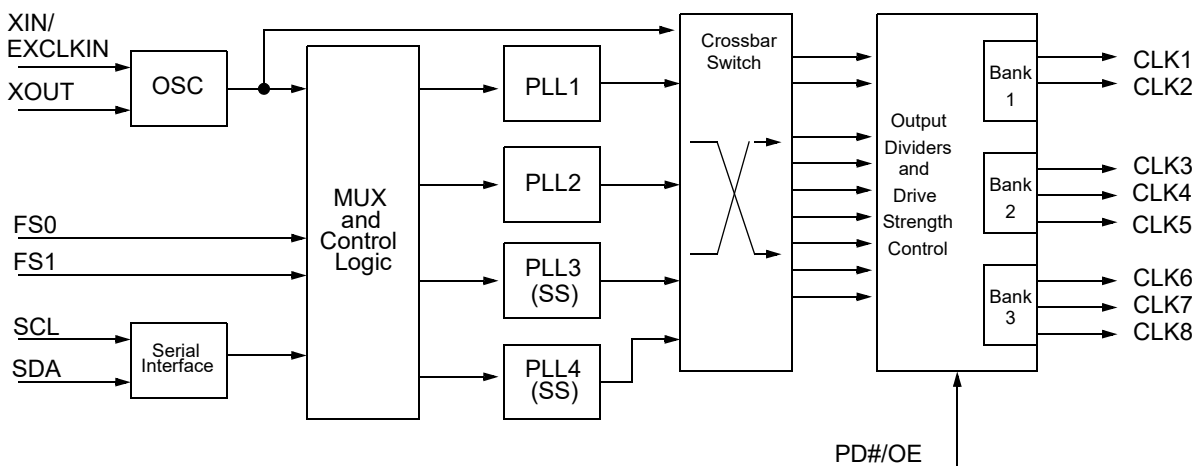 XIN/
EXCLKIN
XOUT
OSC
FS0
FS1
SCL
SDA
Serial
Interface
MUX
and
Control
Logic
PLL1
PLL2
PLL3
(SS)
PLL4
(SS)
Crossbar
Switch
Output
Dividers
and
Drive
Strength
Control
Bank
1
Bank
2
Bank
3
CLK1
CLK2
CLK3
CLK4
CLK5
CLK6
CLK7
CLK8
PD#/OE